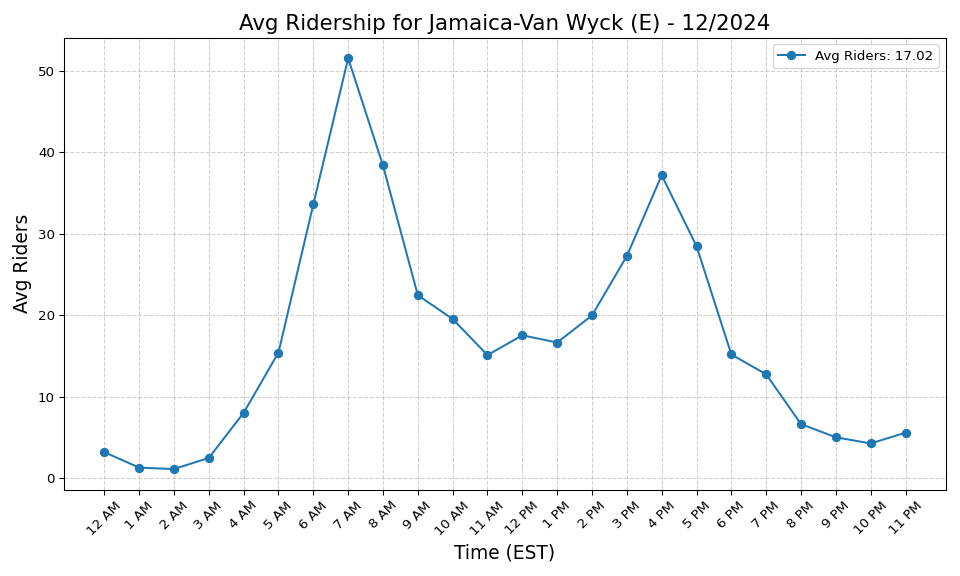 Avg Ridership for Jamaica-Van Wyck (E) - 12/2024
Avg Riders: 17.02
50
40
30
20
10
0
Avg Riders
12 AM
1 AM
2 AM
3 AM
4 AM
5 AM
6 AM
7 AM
8 AM
9 AM
10 AM
11 AM
12 PM
1 PM
2 PM
3 PM
4 PM
5 PM
6 PM
7 PM
8 PM
9 PM
10 PM
11 PM
Time (EST)